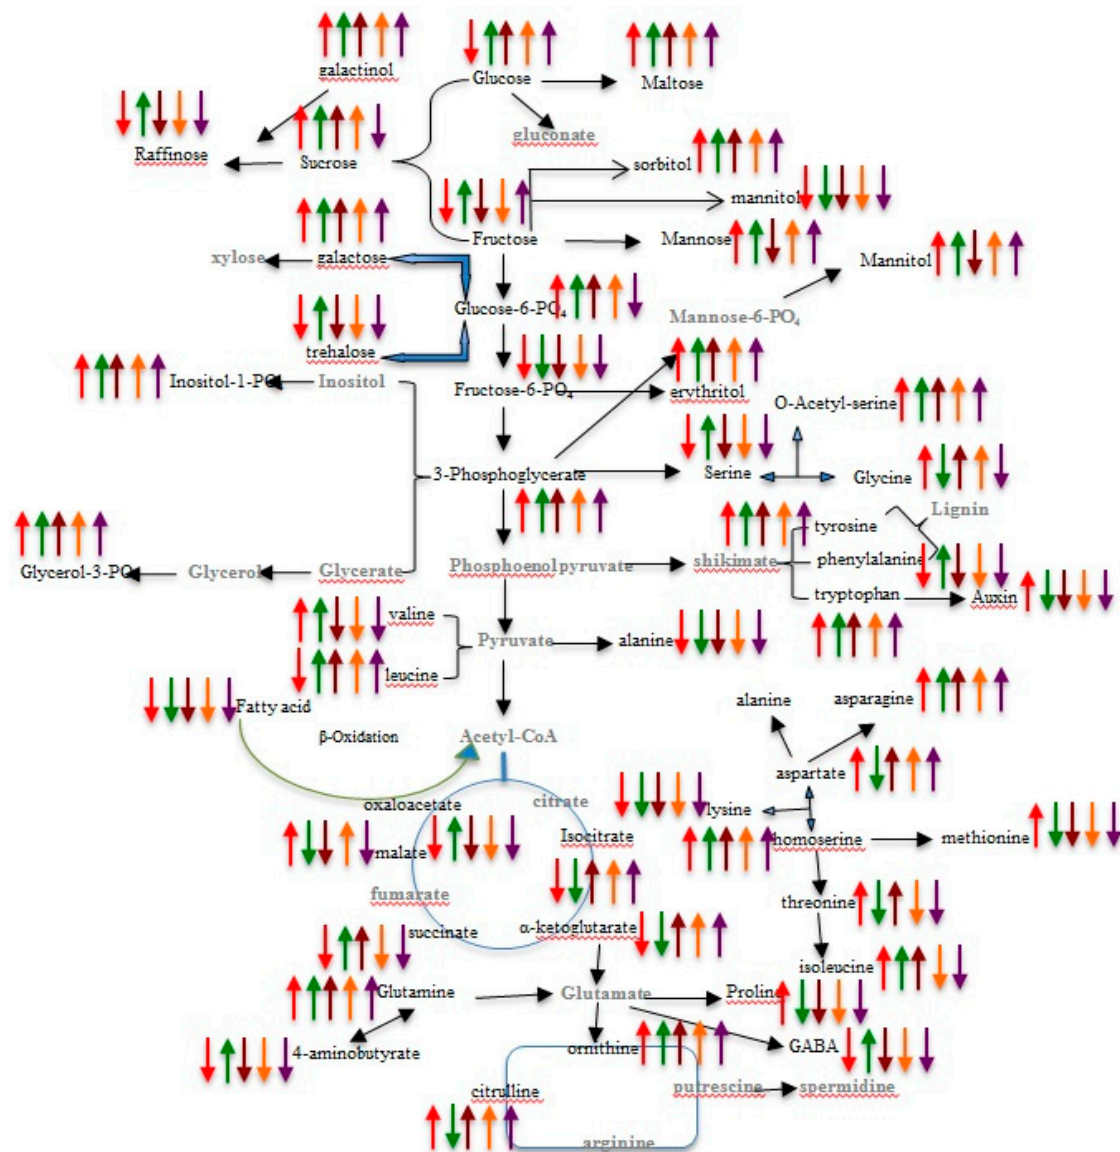 galactinol
Glucose
Maltose
gluconate
Raffinose
Sucrose
sorbitol
mannitol
Fructose
Mannose
Mannitol
xylose
galactose
Glucose-6-PO₄
Mannose-6-PO₄
trehalose
Inositol-1-PO
Inositol
Fructose-6-PO₄
erythritol
O-Acetyl-serine
3-Phosphoglycerate
Serine
Glycine
Lignin
tyrosine
Glycerol-3-PO
Glycerol
Glycerate
Phosphoenolpyruvate
shikimate
phenylalanine
tryptophan
Auxin
valine
Pyruvate
alanine
leucine
Fatty acid
alanine
asparagine
β-Oxidation
Acetyl-CoA
aspartate
oxaloacetate
citrate
lysine
malate
Isocitrate
homoserine
methionine
fumarate
threonine
succinate
α-ketoglutarate
isoleucine
Glutamine
Glutamate
Proline
4-aminobutyrate
ornithine
GABA
citrulline
putrescine
spermidine
arginine